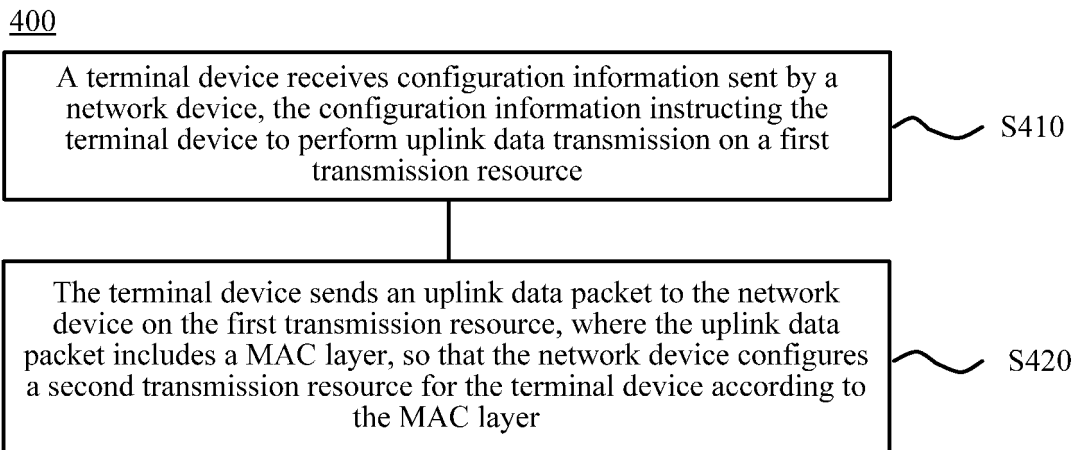 400
A terminal device receives configuration information sent by a
network device, the configuration information instructing the
terminal device to perform uplink data transmission on a first
transmission resource
S410
The terminal device sends an uplink data packet to the network
device on the first transmission resource, where the uplink data
packet includes a MAC layer, so that the network device configures
a second transmission resource for the terminal device according to
the MAC layer
S420